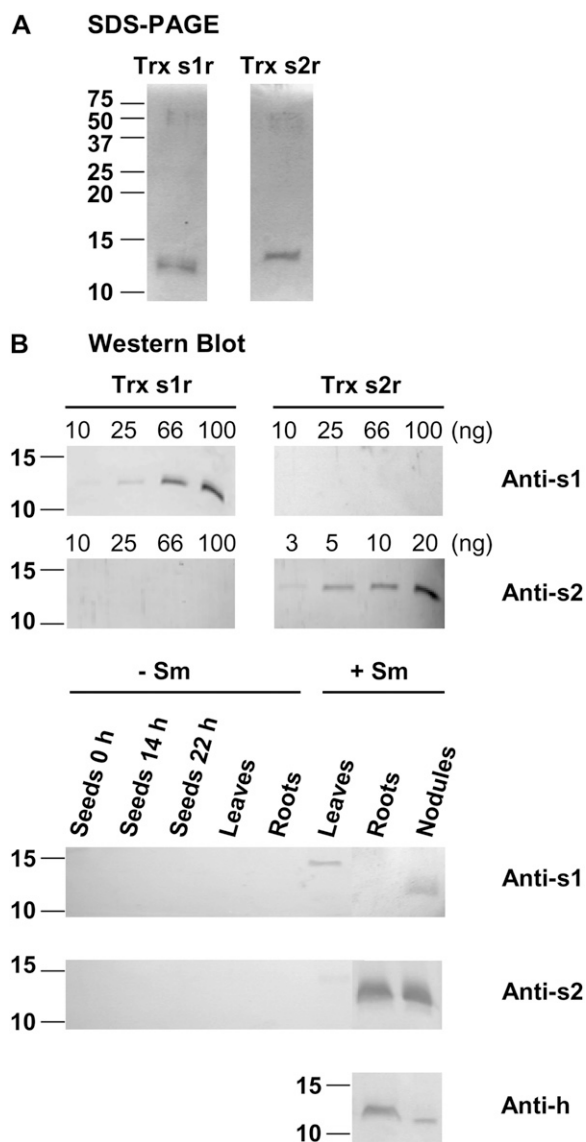 A SDS-PAGE
Trx s1r Trx s2r
75
50
37
25
20
15
10
B Western Blot
Trx s1r Trx s2r
10 25 66 100 10 25 66 100 (ng)
15
10
Anti-s1
10 25 66 100 3 5 10 20 (ng)
15
10
Anti-s2
- Sm + Sm
Seeds 0 h Seeds 14 h Seeds 22 h Leaves Roots Leaves Roots Nodules
15
10
Anti-s1
15
10
Anti-s2
15
10
Anti-h